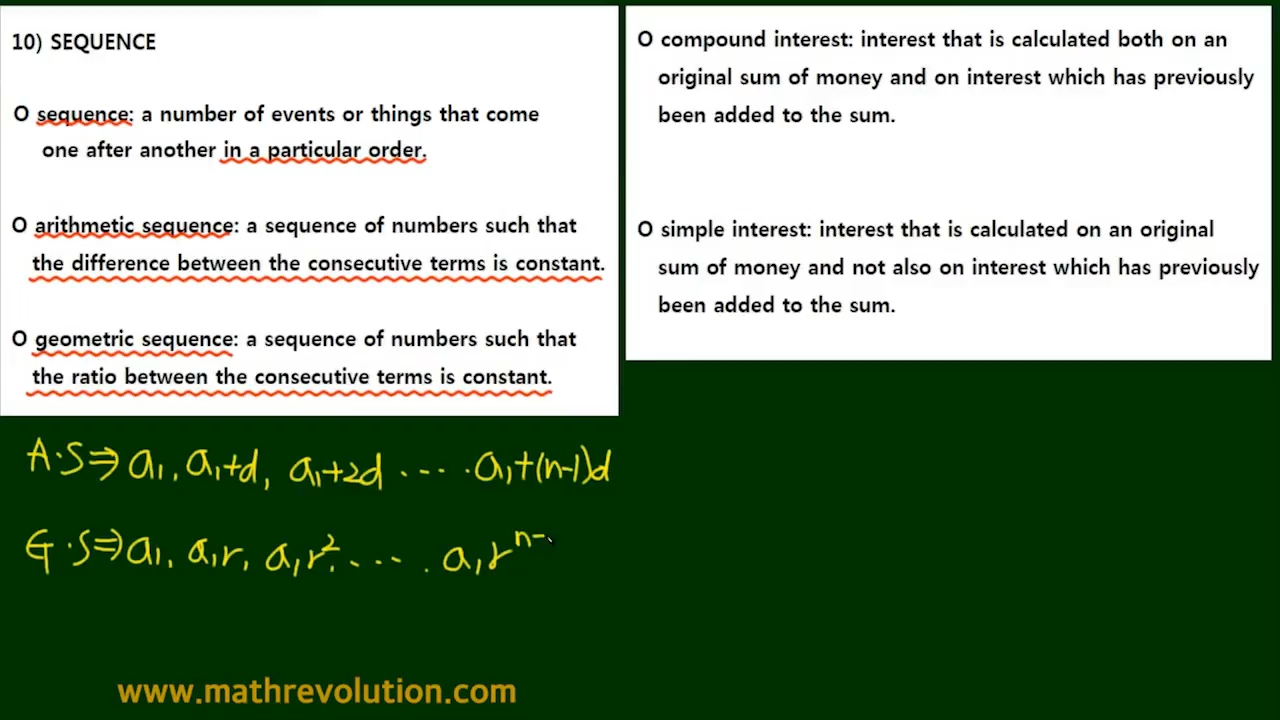 10) SEQUENCE
O sequence: a number of events or things that come
one after another in a particular order.
O arithmetic sequence: a sequence of numbers such that
the difference between the consecutive terms is constant.
O geometric sequence: a sequence of numbers such that
the ratio between the consecutive terms is constant.
O compound interest: interest that is calculated both on an
original sum of money and on interest which has previously
been added to the sum.
O simple interest: interest that is calculated on an original
sum of money and not also on interest which has previously
been added to the sum.
A.S⇒a₁, a₁+d, a₁+2d ..... a₁+(n-1)d
G.S⇒a₁, a₁r, a₁r², ..... a₁rⁿ⁻
www.mathrevolution.com